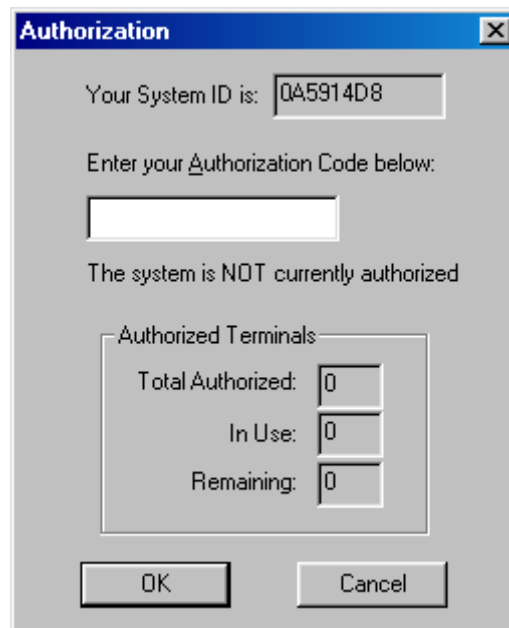 Authorization
Your System ID is: 0A5914D8
Enter your Authorization Code below:
The system is NOT currently authorized
Authorized Terminals
Total Authorized: 0
In Use: 0
Remaining: 0
OK Cancel